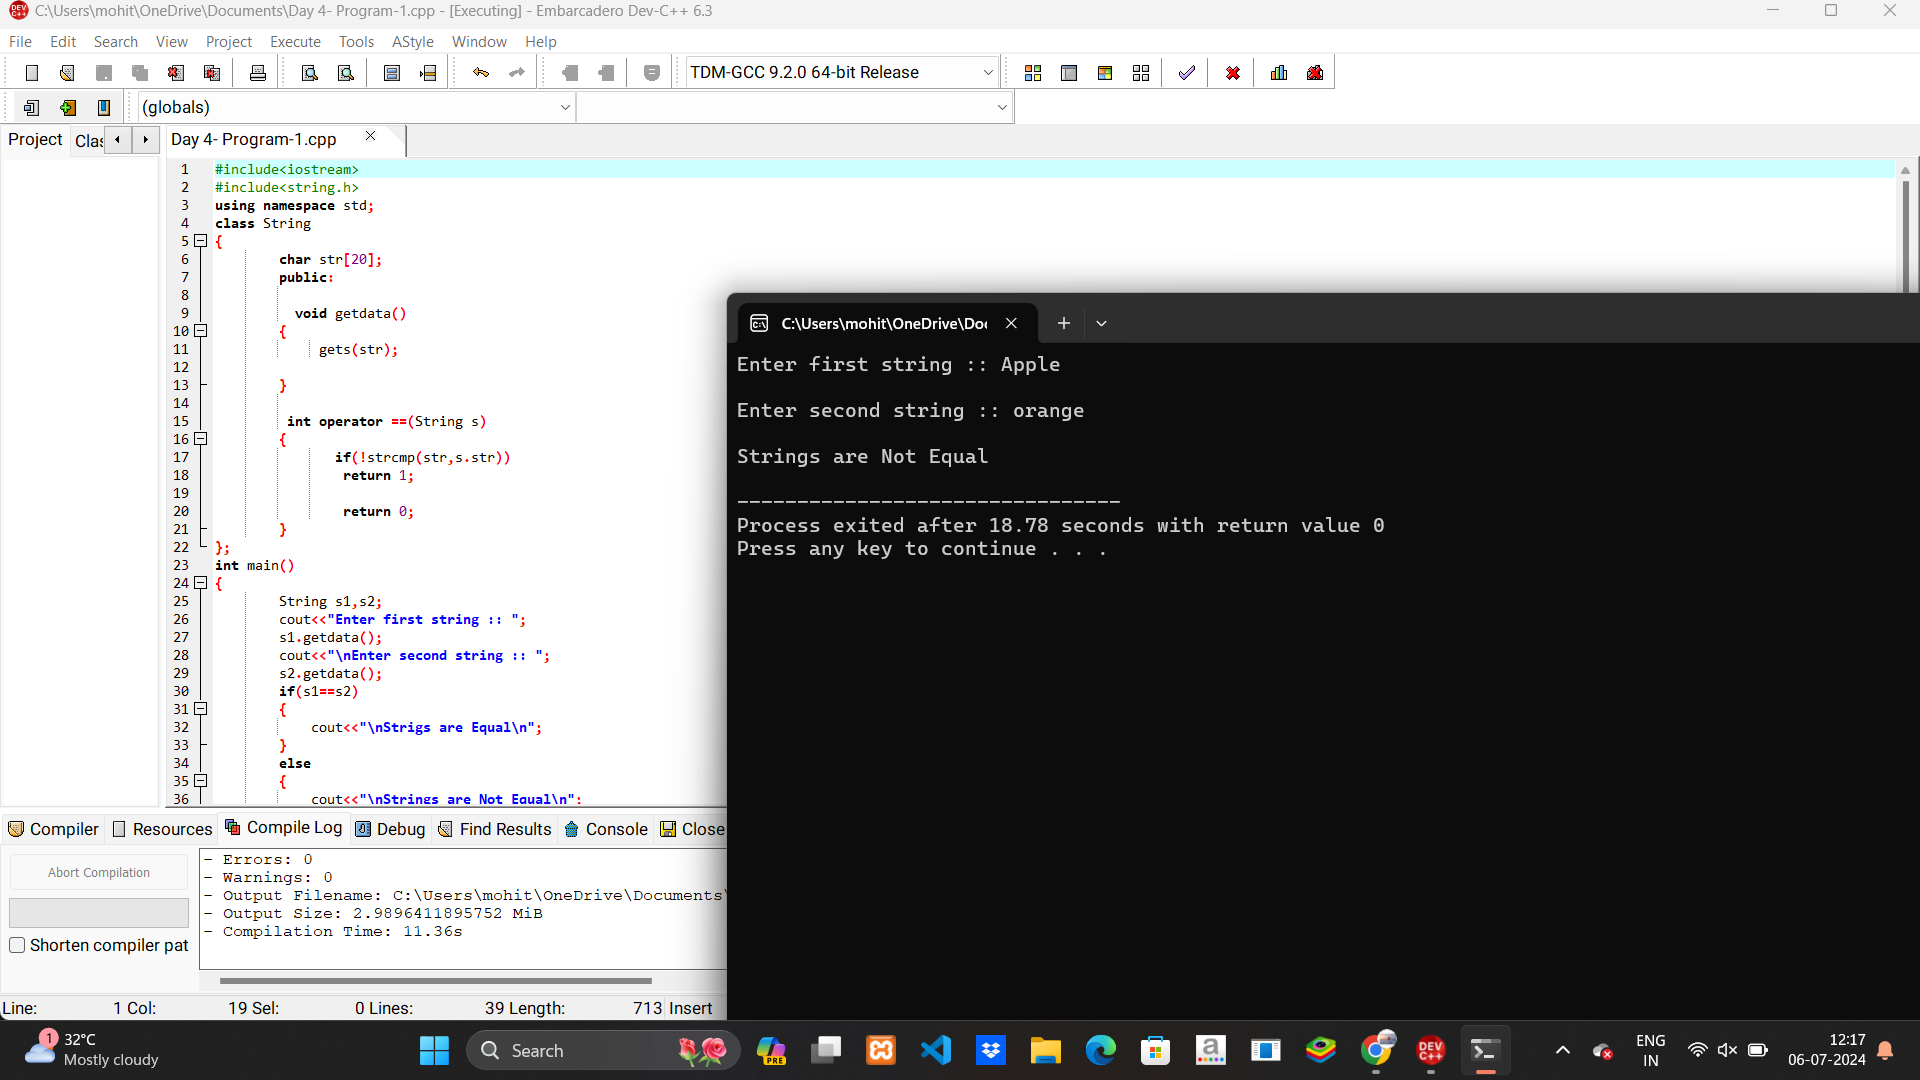 C:\Users\mohit\OneDrive\Documents\Day 4- Program-1.cpp - [Executing] - Embarcadero Dev-C++ 6.3
File Edit Search View Project Execute Tools AStyle Window Help
TDM-GCC 9.2.0 64-bit Release
(globals)
Project Clas Day 4- Program-1.cpp
1 #include<iostream>
2 #include<string.h>
3 using namespace std;
4 class String
5 {
6 char str[20];
7 public:
8
9 void getdata()
10 {
11 gets(str);
12
13 }
14
15 int operator ==(String s)
16 {
17 if(!strcmp(str,s.str))
18 return 1;
19
20 return 0;
21 }
22 };
23 int main()
24 {
25 String s1,s2;
26 cout<<"Enter first string :: ";
27 s1.getdata();
28 cout<<"\nEnter second string :: ";
29 s2.getdata();
30 if(s1==s2)
31 {
32 cout<<"\nStrigs are Equal\n";
33 }
34 else
35 {
36 cout<<"\nStrings are Not Equal\n";
C:\Users\mohit\OneDrive\Doc
Enter first string :: Apple
Enter second string :: orange
Strings are Not Equal
--------------------------------
Process exited after 18.78 seconds with return value 0
Press any key to continue . . .
Compiler Resources Compile Log Debug Find Results Console Close
Abort Compilation
Shorten compiler pat
- Errors: 0
- Warnings: 0
- Output Filename: C:\Users\mohit\OneDrive\Documents\
- Output Size: 2.9896411895752 MiB
- Compilation Time: 11.36s
Line: 1 Col: 19 Sel: 0 Lines: 39 Length: 713 Insert
1
32°C
Mostly cloudy
Search
PRE
a
DEV C++
ENG
IN
12:17
06-07-2024